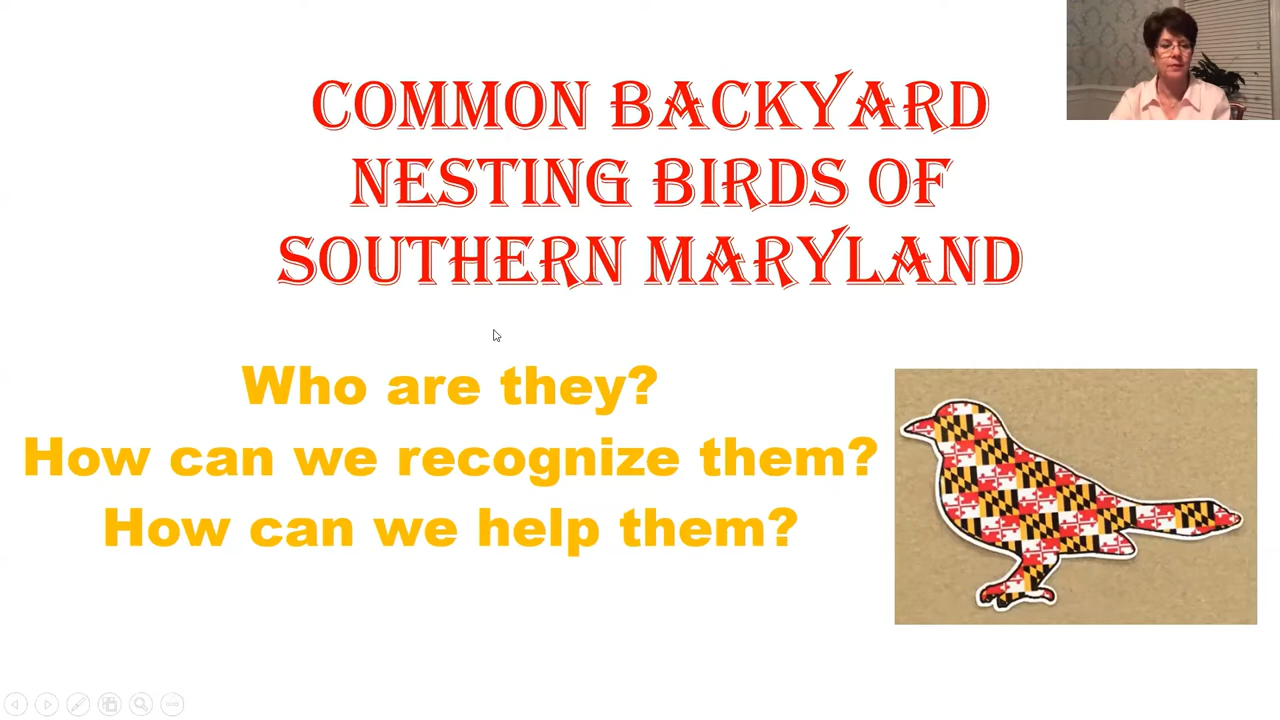 COMMON BACKYARD
NESTING BIRDS OF
SOUTHERN MARYLAND
Who are they?
How can we recognize them?
How can we help them?